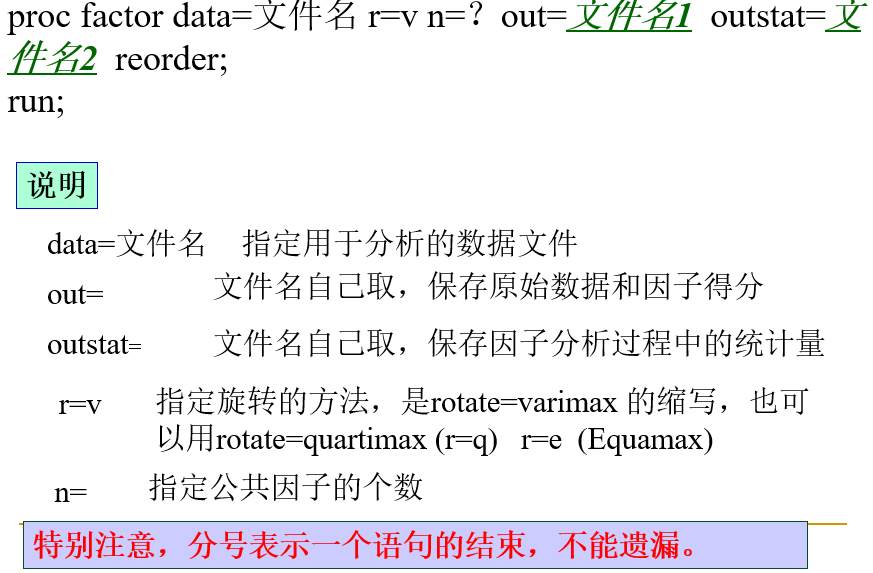 proc factor data=文件名 r=v n=？out=文件名1 outstat=文
件名2 reorder;
run;
说明
data=文件名 指定用于分析的数据文件
out= 文件名自己取，保存原始数据和因子得分
outstat= 文件名自己取，保存因子分析过程中的统计量
r=v 指定旋转的方法，是rotate=varimax 的缩写，也可
以用rotate=quartimax (r=q) r=e (Equamax)
n= 指定公共因子的个数
特别注意，分号表示一个语句的结束，不能遗漏。